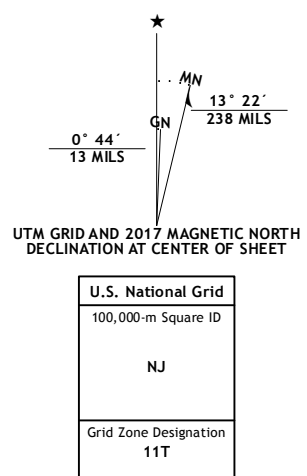 ★
MN
GN
13° 22´
238 MILS
0° 44´
13 MILS
UTM GRID AND 2017 MAGNETIC NORTH
DECLINATION AT CENTER OF SHEET
U.S. National Grid
100,000-m Square ID
NJ
Grid Zone Designation
11T